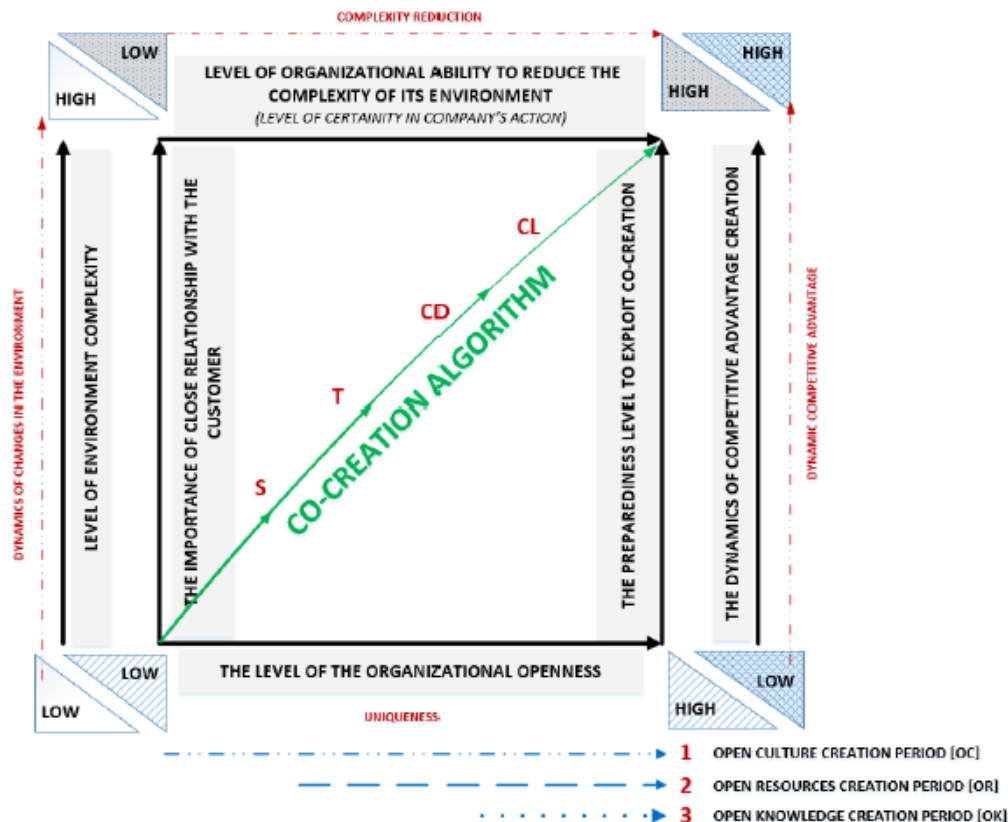 COMPLEXITY REDUCTION
LOW
HIGH
HIGH
HIGH
LEVEL OF ORGANIZATIONAL ABILITY TO REDUCE THE
COMPLEXITY OF ITS ENVIRONMENT
(LEVEL OF CERTAINITY IN COMPANY'S ACTION)
DYNAMICS OF CHANGES IN THE ENVIRONMENT
LEVEL OF ENVIRONMENT COMPLEXITY
THE IMPORTANCE OF CLOSE RELATIONSHIP WITH THE
CUSTOMER
S
T
CD
CL
CO-CREATION ALGORITHM
THE PREPAREDINESS LEVEL TO EXPLOIT CO-CREATION
THE DYNAMICS OF COMPETITIVE ADVANTAGE CREATION
DYNAMIC COMPETITIVE ADVANTAGE
LOW
LOW
THE LEVEL OF THE ORGANIZATIONAL OPENNESS
HIGH
LOW
UNIQUENESS
1 OPEN CULTURE CREATION PERIOD [OC]
2 OPEN RESOURCES CREATION PERIOD [OR]
3 OPEN KNOWLEDGE CREATION PERIOD [OK]